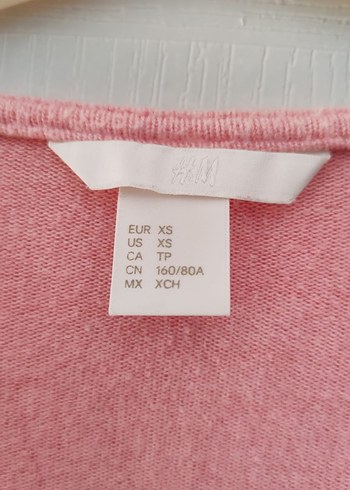 H&M
EUR XS
US XS
CA TP
CN 160/80A
MX XCH